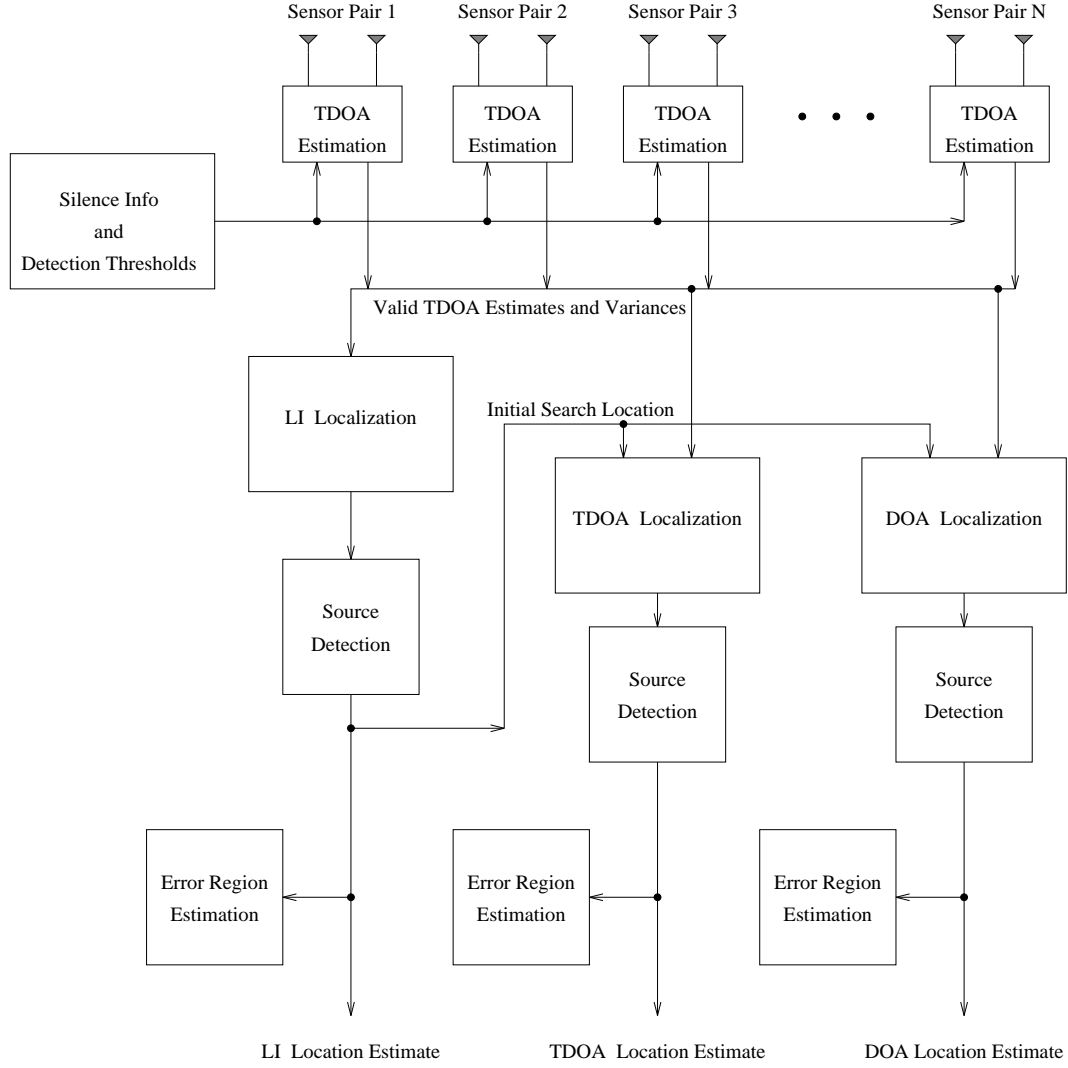 Sensor Pair 1
Sensor Pair 2
Sensor Pair 3
Sensor Pair N
TDOA
Estimation
TDOA
Estimation
TDOA
Estimation
TDOA
Estimation
Silence Info
and
Detection Thresholds
Valid TDOA Estimates and Variances
LI Localization
Initial Search Location
TDOA Localization
DOA Localization
Source
Detection
Source
Detection
Source
Detection
Error Region
Estimation
Error Region
Estimation
Error Region
Estimation
LI Location Estimate
TDOA Location Estimate
DOA Location Estimate